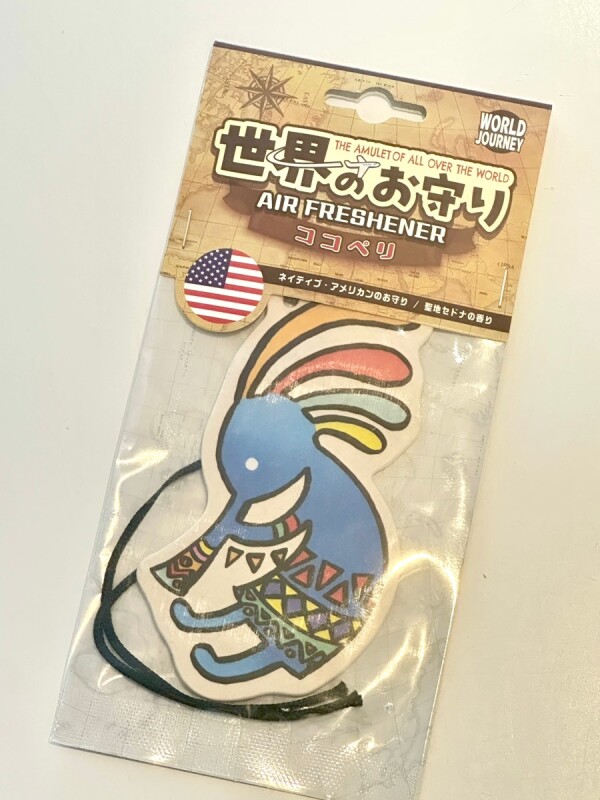 WORLD
JOURNEY
THE AMULET OF ALL OVER THE WORLD
世界のお守り
AIR FRESHENER
ココペリ
ネイティブ・アメリカンのお守り / 聖地セドナの香り